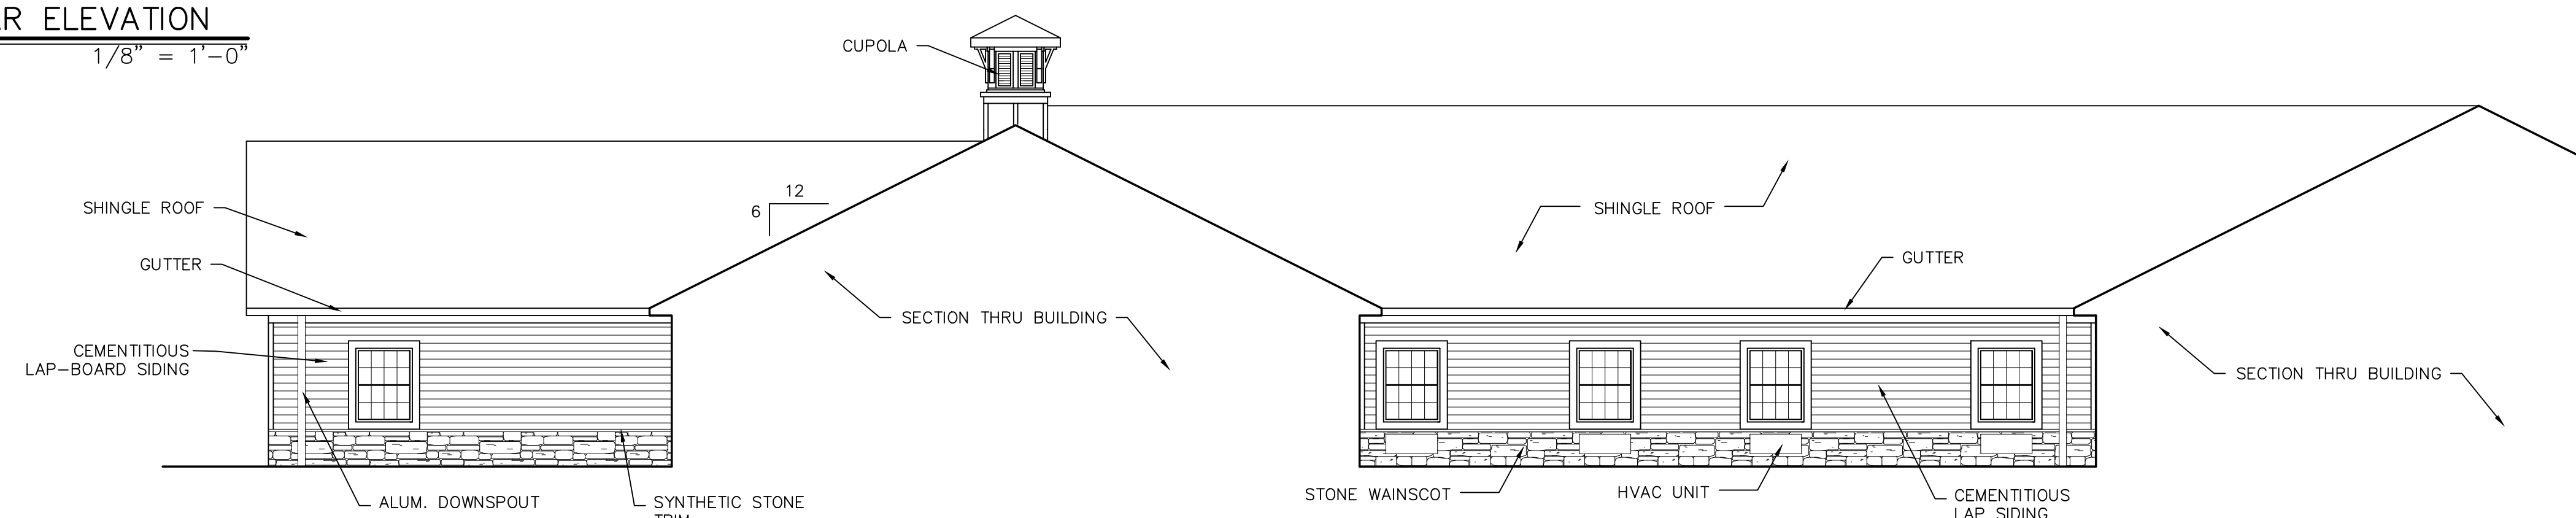 R ELEVATION
1/8" = 1'-0"
CUPOLA
12
6
SHINGLE ROOF
SHINGLE ROOF
GUTTER
GUTTER
SECTION THRU BUILDING
CEMENTITIOUS
LAP-BOARD SIDING
SECTION THRU BUILDING
ALUM. DOWNSPOUT
SYNTHETIC STONE
TRIM
STONE WAINSCOT
HVAC UNIT
CEMENTITIOUS
LAP SIDING